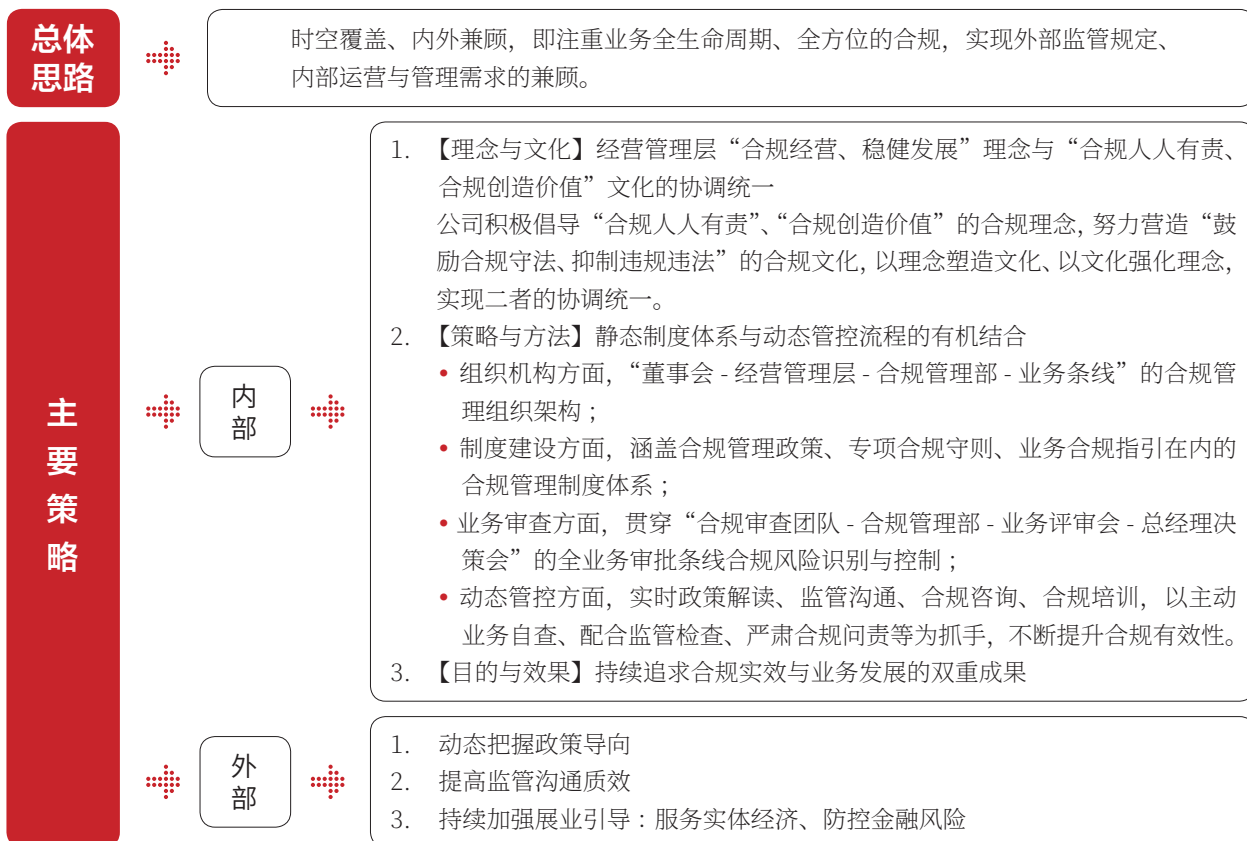 总体
思路
时空覆盖、内外兼顾，即注重业务全生命周期、全方位的合规，实现外部监管规定、
内部运营与管理需求的兼顾。
主
要
策
略
内
部
1. 【理念与文化】经营管理层“合规经营、稳健发展”理念与“合规人人有责、
合规创造价值”文化的协调统一
公司积极倡导“合规人人有责”、“合规创造价值”的合规理念，努力营造“鼓
励合规守法、抑制违规违法”的合规文化，以理念塑造文化、以文化强化理念，
实现二者的协调统一。
2. 【策略与方法】静态制度体系与动态管控流程的有机结合
• 组织机构方面，“董事会 - 经营管理层 - 合规管理部 - 业务条线”的合规管
理组织架构；
• 制度建设方面，涵盖合规管理政策、专项合规守则、业务合规指引在内的
合规管理制度体系；
• 业务审查方面，贯穿“合规审查团队 - 合规管理部 - 业务评审会 - 总经理决
策会”的全业务审批条线合规风险识别与控制；
• 动态管控方面，实时政策解读、监管沟通、合规咨询、合规培训，以主动
业务自查、配合监管检查、严肃合规问责等为抓手，不断提升合规有效性。
3. 【目的与效果】持续追求合规实效与业务发展的双重成果
外
部
1. 动态把握政策导向
2. 提高监管沟通质效
3. 持续加强展业引导：服务实体经济、防控金融风险